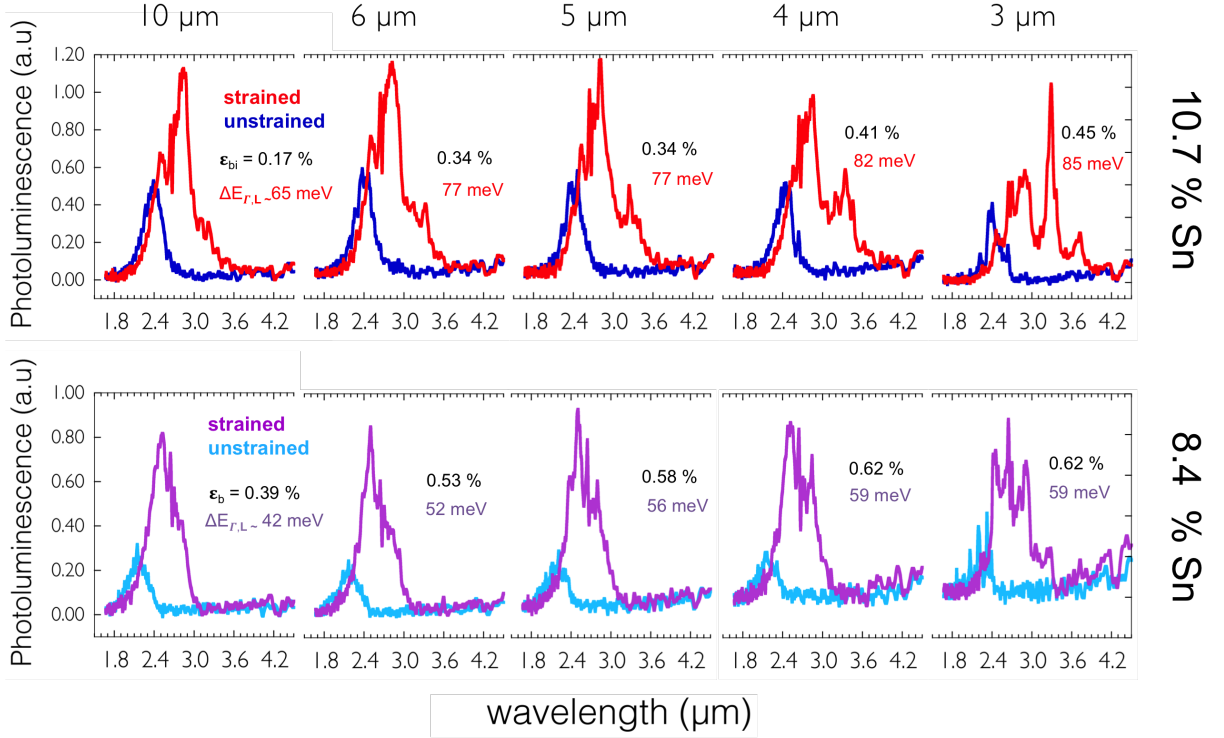 10 µm 6 µm 5 µm 4 µm 3 µm
Photoluminescence (a.u)
1.20
1.00
0.80
0.60
0.40
0.20
0.00
strained
unstrained
εbi = 0.17 %
ΔEΓ,L ~65 meV
0.34 %
77 meV
0.34 %
77 meV
0.41 %
82 meV
0.45 %
85 meV
10.7 % Sn
1.8 2.4 3.0 3.6 4.2 1.8 2.4 3.0 3.6 4.2 1.8 2.4 3.0 3.6 4.2 1.8 2.4 3.0 3.6 4.2 1.8 2.4 3.0 3.6 4.2
Photoluminescence (a.u)
1.00
0.80
0.60
0.40
0.20
0.00
strained
unstrained
εb = 0.39 %
ΔEΓ,L ~ 42 meV
0.53 %
52 meV
0.58 %
56 meV
0.62 %
59 meV
0.62 %
59 meV
8.4 % Sn
1.8 2.4 3.0 3.6 4.2 1.8 2.4 3.0 3.6 4.2 1.8 2.4 3.0 3.6 4.2 1.8 2.4 3.0 3.6 4.2 1.8 2.4 3.0 3.6 4.2
wavelength (µm)